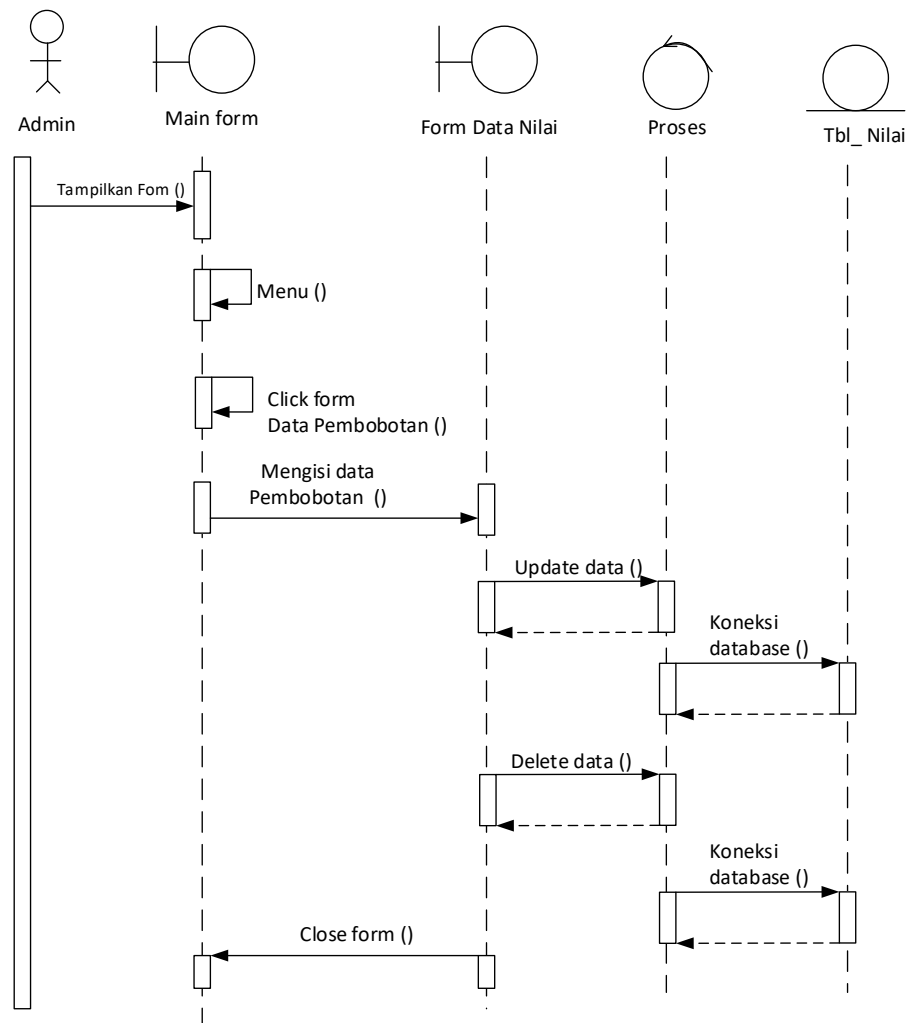 Admin
Main form
Form Data Nilai
Proses
Tbl_ Nilai
Tampilkan Fom ()
Menu ()
Click form
Data Pembobotan ()
Mengisi data
Pembobotan ()
Update data ()
Koneksi
database ()
Delete data ()
Koneksi
database ()
Close form ()